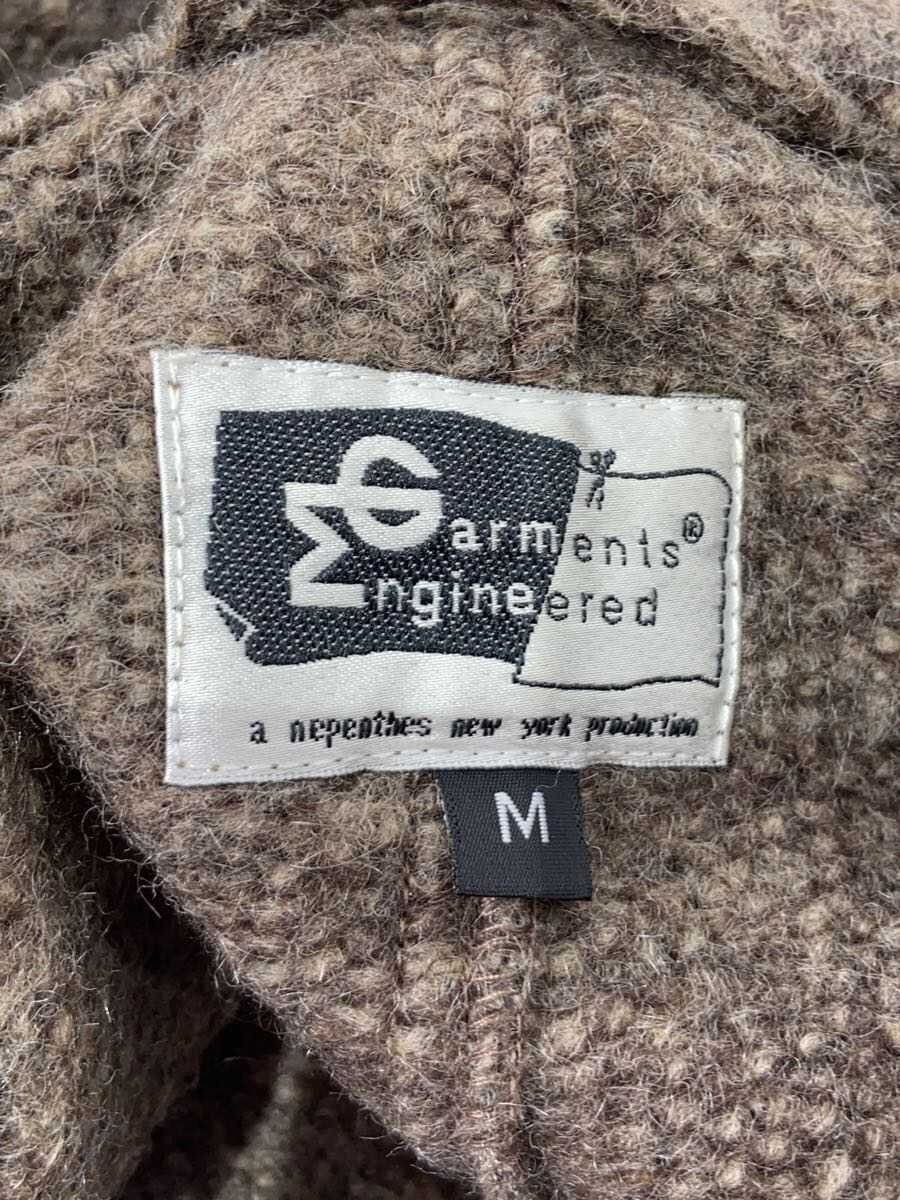 Garments®
Engineered
a nepenthes new york production
M